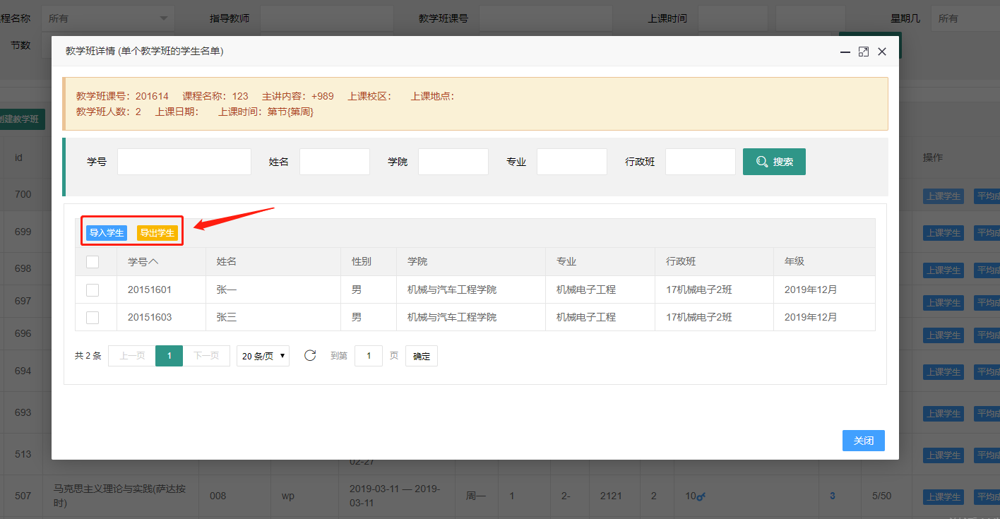 程名称 所有 指导教师 教学班课号 上课时间 星期几 所有
节数
教学班详情 (单个教学班的学生名单)
教学班课号：201614 课程名称：123 主讲内容：+989 上课校区： 上课地点：
教学班人数：2 上课日期： 上课时间：第节{第周}
创建教学班
学号 姓名 学院 专业 行政班 搜索
id 操作
700 上课学生 平均成
699 上课学生 平均成
698 上课学生 平均成
697 上课学生 平均成
696 上课学生 平均成
694 上课学生 平均成
693 上课学生 平均成
513 上课学生 平均成
导入学生 导出学生
学号 姓名 性别 学院 专业 行政班 年级
20151601 张一 男 机械与汽车工程学院 机械电子工程 17机械电子2班 2019年12月
20151603 张三 男 机械与汽车工程学院 机械电子工程 17机械电子2班 2019年12月
共 2 条 上一页 1 下一页 20 条/页 到第 1 页 确定
关闭
02-27
507 马克思主义理论与实践(萨达按 008 wp 2019-03-11 — 2019- 周一 1 2- 2121 2 10 3 5/50 上课学生 平均成
时) 03-11